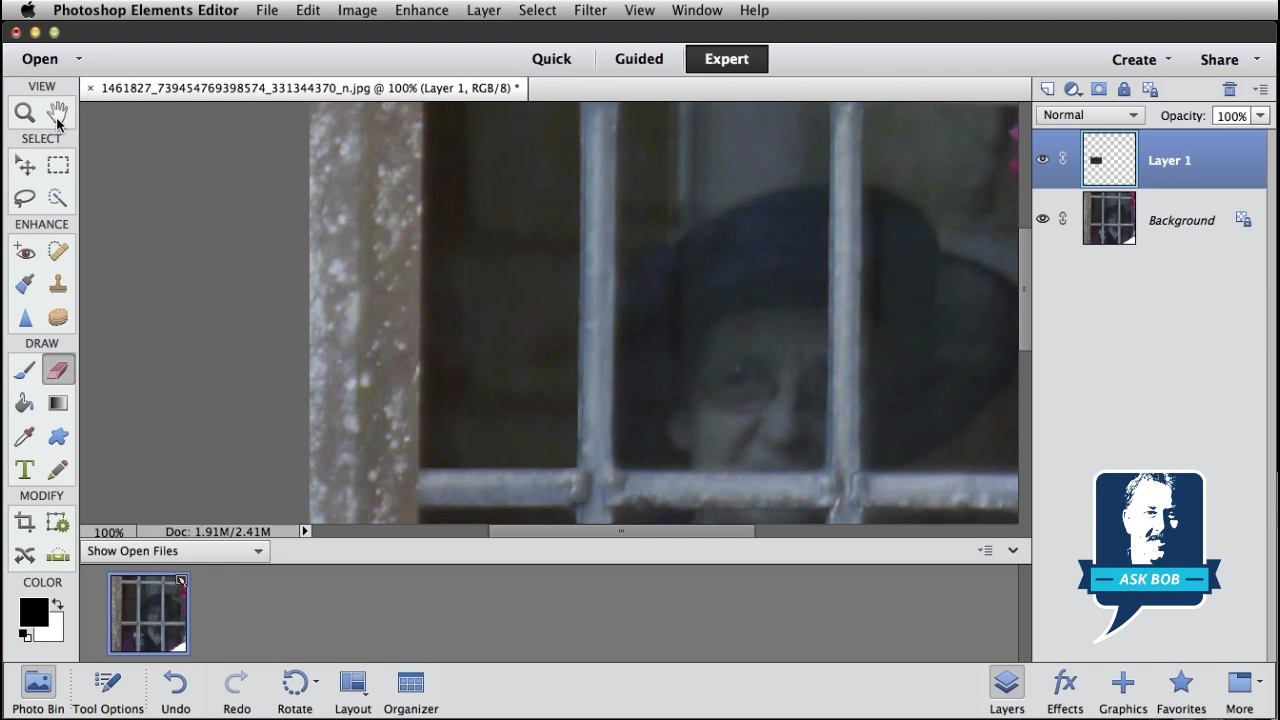 Photoshop Elements Editor File Edit Image Enhance Layer Select Filter View Window Help
Open Quick Guided Expert Create Share
VIEW
× 1461827_739454769398574_331344370_n.jpg @ 100% (Layer 1, RGB/8) *
Normal Opacity: 100%
SELECT
Layer 1
Background
ENHANCE
DRAW
T
MODIFY
100% Doc: 1.91M/2.41M
Show Open Files
COLOR
ASK BOB
Photo Bin Tool Options Undo Redo Rotate Layout Organizer Layers Effects Graphics Favorites More
fx